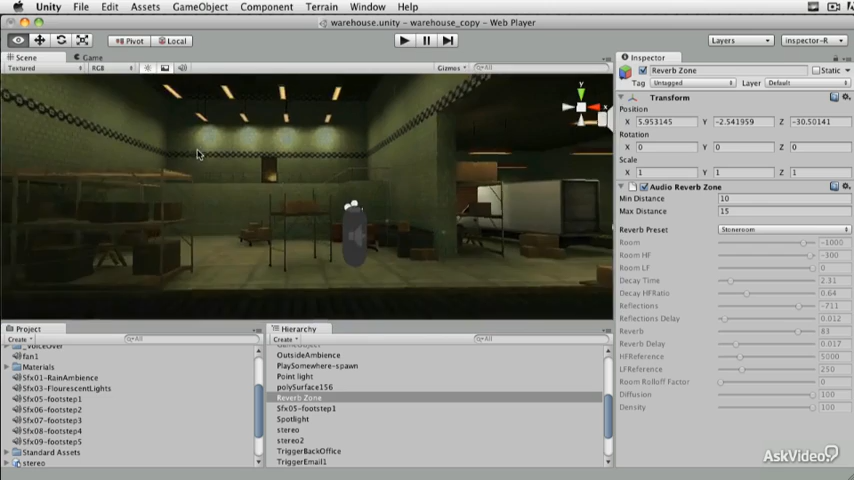 Unity File Edit Assets GameObject Component Terrain Window Help
warehouse.unity - warehouse_copy - Web Player
Pivot Local Layers inspector-R
Scene Game
Textured RGB Gizmos All
y
x
Inspector
Reverb Zone Static
Tag Untagged Layer Default
Transform
Position
X 5.953145 Y -2.541959 Z -30.50141
Rotation
X 0 Y 0 Z 0
Scale
X 1 Y 1 Z 1
Audio Reverb Zone
Min Distance 10
Max Distance 15
Reverb Preset Stoneroom
Room -1000
Room HF -300
Room LF 0
Decay Time 2.31
Decay HFRatio 0.64
Reflections -711
Reflections Delay 0.012
Reverb 83
Reverb Delay 0.017
HFReference 5000
LFReference 250
Room Rolloff Factor 0
Diffusion 100
Density 100
Project
Create All
_VoiceOver
fan1
Materials
Sfx01-RainAmbience
Sfx03-FlourescentLights
Sfx05-footstep1
Sfx06-footstep2
Sfx07-footstep3
Sfx08-footstep4
Sfx09-footstep5
Standard Assets
stereo
Hierarchy
Create All
GameObject
OutsideAmbience
PlaySomewhere-spawn
Point light
polySurface156
Reverb Zone
Sfx05-footstep1
Spotlight
stereo
stereo2
TriggerBackOffice
TriggerEmail1
AskVideo